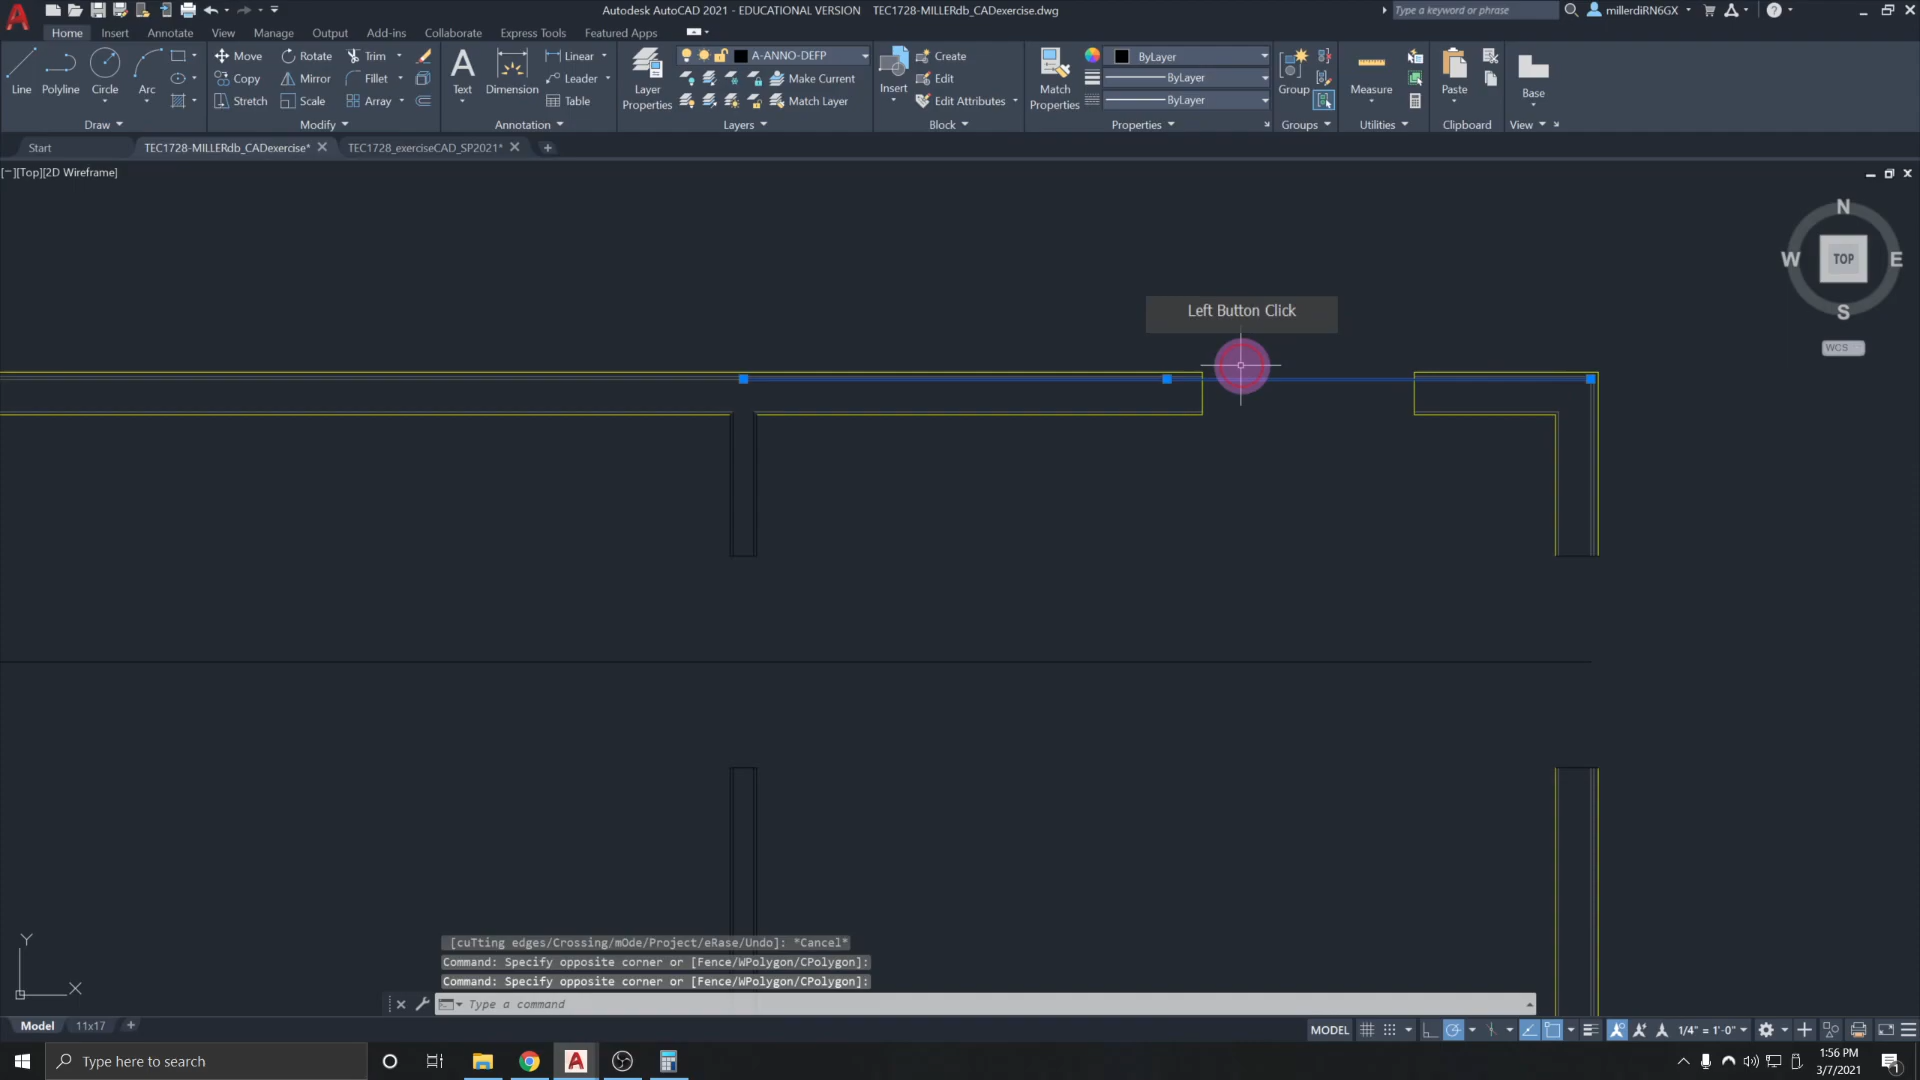 Autodesk AutoCAD 2021 - EDUCATIONAL VERSION TEC1728-MILLERdb_CADexercise.dwg
Type a keyword or phrase
millerdiRN6GX
Home Insert Annotate View Manage Output Add-ins Collaborate Express Tools Featured Apps
Line
Polyline
Circle
Arc
Draw
Move Rotate Trim
Copy Mirror Fillet
Stretch Scale Array
Modify
Text
Dimension
Linear
Leader
Table
Annotation
Layer
Properties
A-ANNO-DEFP
Make Current
Match Layer
Layers
Insert
Create
Edit
Edit Attributes
Block
Match
Properties
ByLayer
ByLayer
ByLayer
Properties
Group
Groups
Measure
Utilities
Paste
Clipboard
Base
View
Start TEC1728-MILLERdb_CADexercise* TEC1728_exerciseCAD_SP2021*
[−][Top][2D Wireframe]
N
W TOP E
S
WCS
Left Button Click
Y
X
[cuTting edges/Crossing/mOde/Project/eRase/Undo]: *Cancel*
Command: Specify opposite corner or [Fence/WPolygon/CPolygon]:
Command: Specify opposite corner or [Fence/WPolygon/CPolygon]:
Type a command
Model 11x17
MODEL 1/4" = 1'-0"
Type here to search
1:56 PM
3/7/2021
1